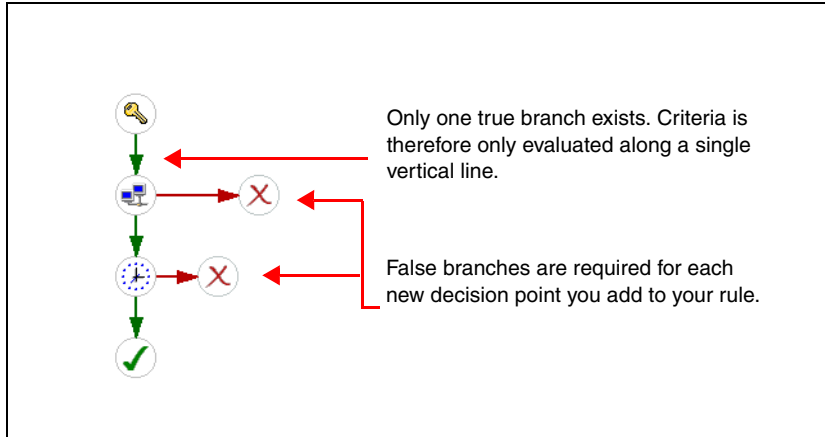 Only one true branch exists. Criteria is
therefore only evaluated along a single
vertical line.
False branches are required for each
new decision point you add to your rule.